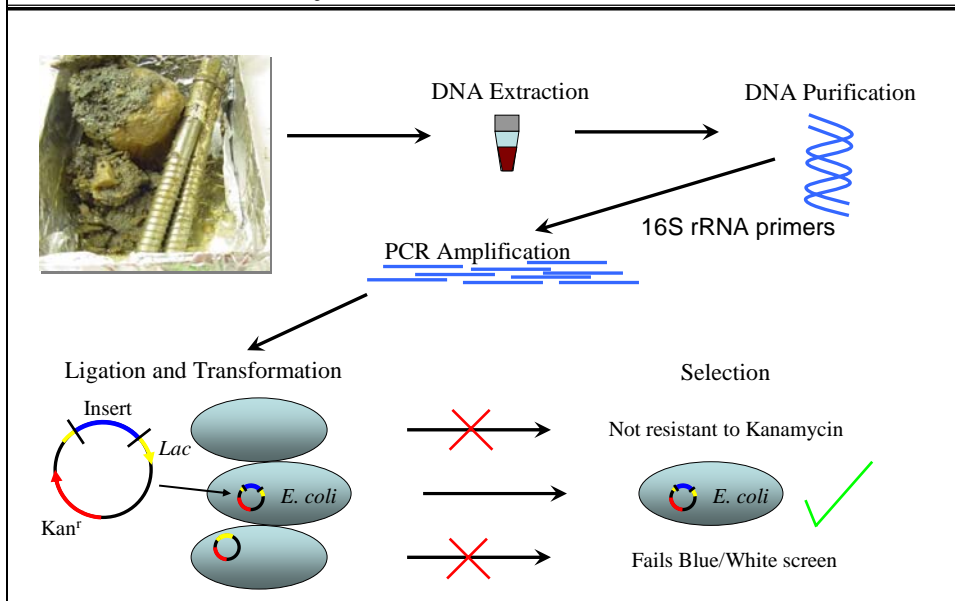 DNA Extraction
DNA Purification
16S rRNA primers
PCR Amplification
Ligation and Transformation
Selection
Insert
Lac
Not resistant to Kanamycin
E. coli
E. coli
Kanʳ
Fails Blue/White screen